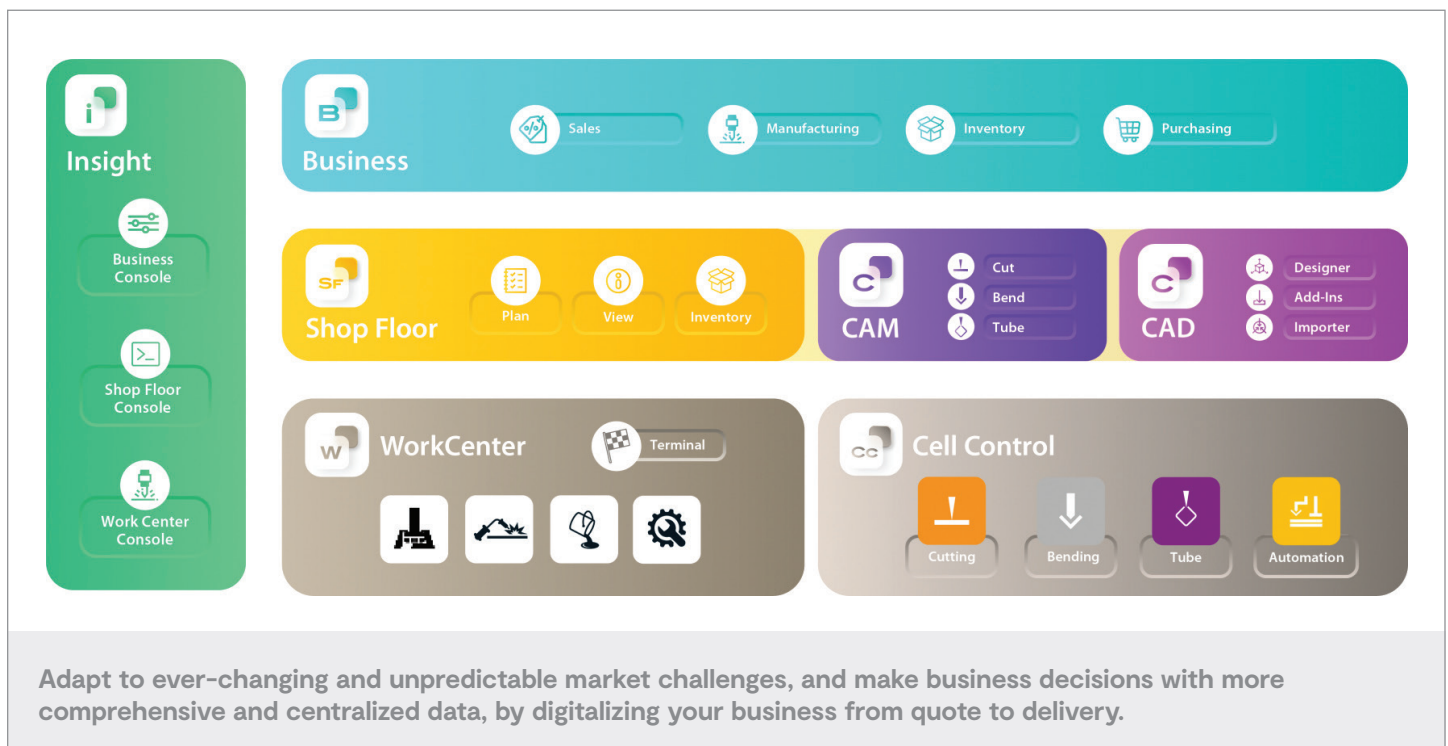 i
Insight
Business
Console
Shop Floor
Console
Work Center
Console
B
Business
Sales
Manufacturing
Inventory
Purchasing
SF
Shop Floor
Plan
View
Inventory
C
CAM
Cut
Bend
Tube
C
CAD
Designer
Add-Ins
Importer
W
WorkCenter
Terminal
CC
Cell Control
Cutting
Bending
Tube
Automation
Adapt to ever-changing and unpredictable market challenges, and make business decisions with more
comprehensive and centralized data, by digitalizing your business from quote to delivery.